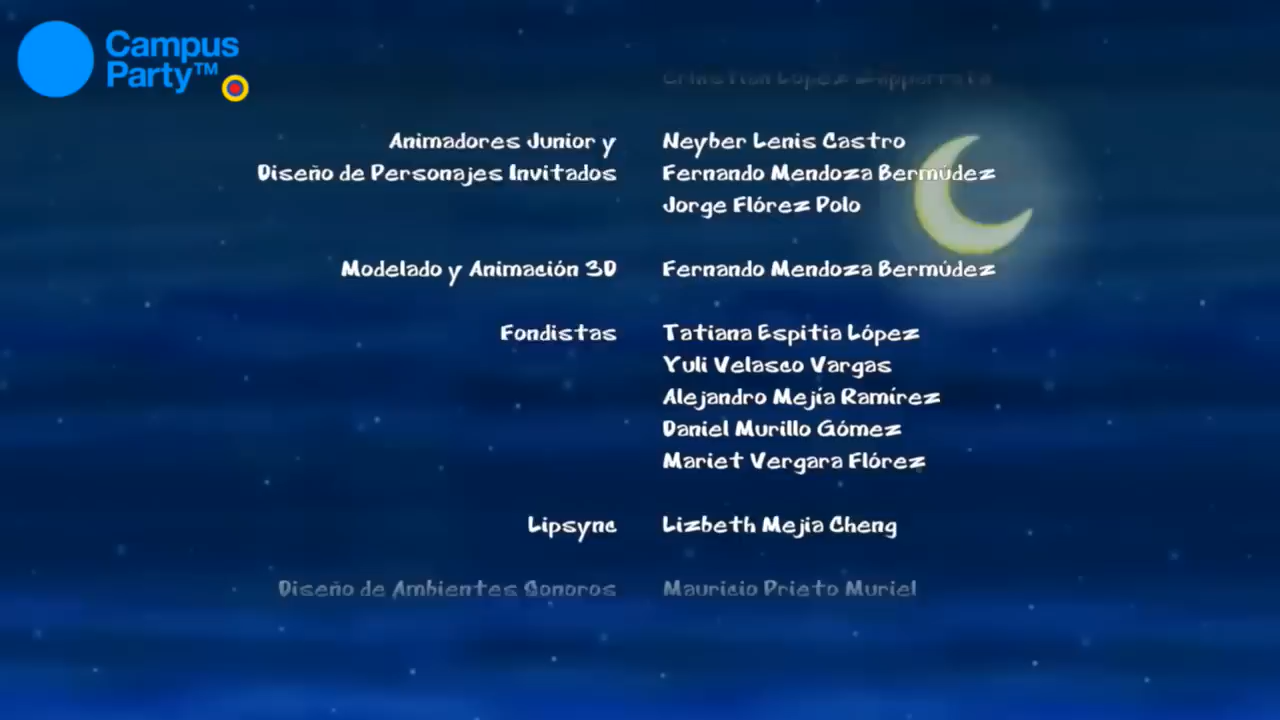 Campus
Party™
Animadores Junior y
Diseño de Personajes Invitados
Neyber Lenis Castro
Fernando Mendoza Bermúdez
Jorge Flórez Polo
Modelado y Animación 3D
Fernando Mendoza Bermúdez
Fondistas
Tatiana Espitia López
Yuli Velasco Vargas
Alejandro Mejía Ramírez
Daniel Murillo Gómez
Mariet Vergara Flórez
Lipsync
Lizbeth Mejia Cheng
Diseño de Ambientes Sonoros
Mauricio Prieto Muriel